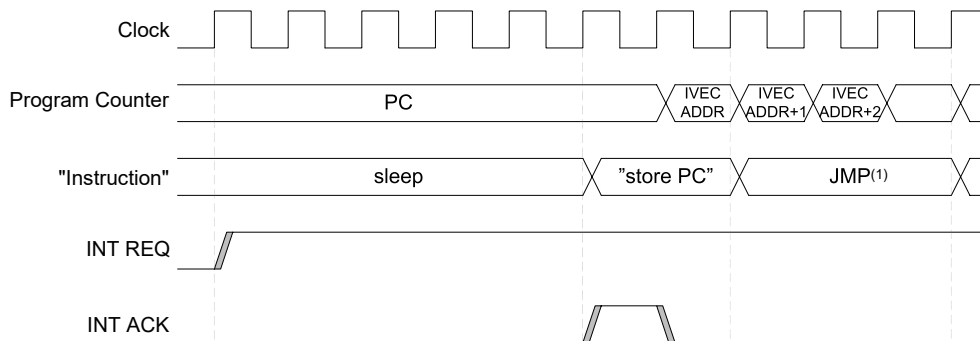 Clock
Program Counter
PC
IVEC
ADDR
IVEC
ADDR+1
IVEC
ADDR+2
"Instruction"
sleep
”store PC”
JMP(1)
INT REQ
INT ACK